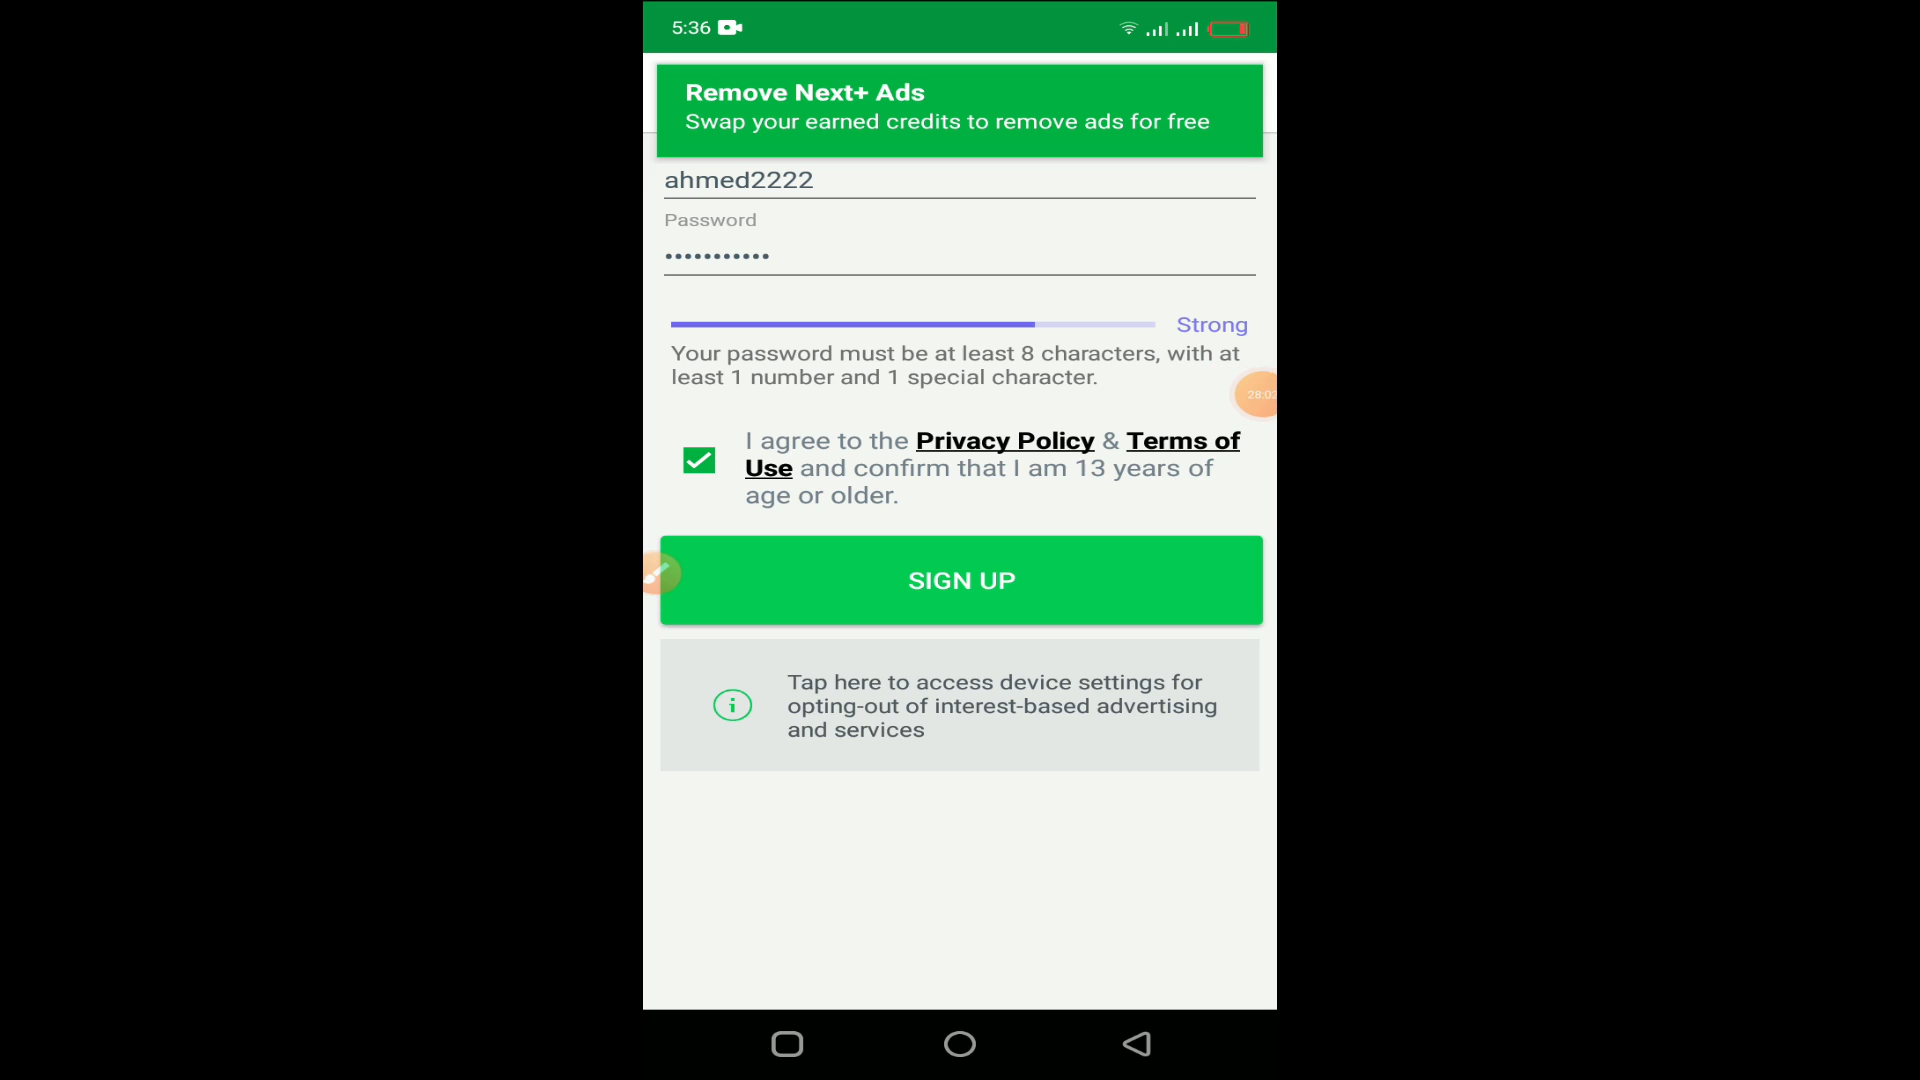 5:36
Remove Next+ Ads
Swap your earned credits to remove ads for free
ahmed2222
Password
•••••••••••
Strong
Your password must be at least 8 characters, with at
least 1 number and 1 special character.
28:02
I agree to the Privacy Policy & Terms of
Use and confirm that I am 13 years of
age or older.
SIGN UP
Tap here to access device settings for
opting-out of interest-based advertising
and services